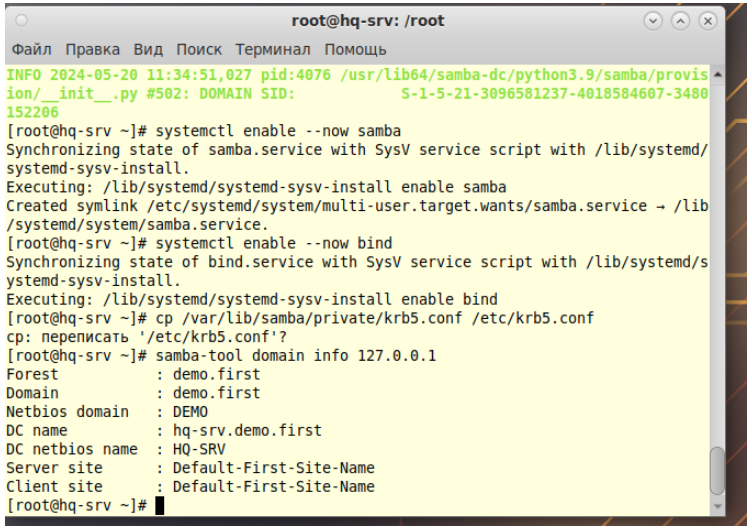 root@hq-srv: /root
Файл Правка Вид Поиск Терминал Помощь
INFO 2024-05-20 11:34:51,027 pid:4076 /usr/lib64/samba-dc/python3.9/samba/provis
ion/__init__.py #502: DOMAIN SID:             S-1-5-21-3096581237-4018584607-3480
152206
[root@hq-srv ~]# systemctl enable --now samba
Synchronizing state of samba.service with SysV service script with /lib/systemd/
systemd-sysv-install.
Executing: /lib/systemd/systemd-sysv-install enable samba
Created symlink /etc/systemd/system/multi-user.target.wants/samba.service → /lib
/systemd/system/samba.service.
[root@hq-srv ~]# systemctl enable --now bind
Synchronizing state of bind.service with SysV service script with /lib/systemd/s
ystemd-sysv-install.
Executing: /lib/systemd/systemd-sysv-install enable bind
[root@hq-srv ~]# cp /var/lib/samba/private/krb5.conf /etc/krb5.conf
cp: переписать '/etc/krb5.conf'?
[root@hq-srv ~]# samba-tool domain info 127.0.0.1
Forest           : demo.first
Domain           : demo.first
Netbios domain   : DEMO
DC name          : hq-srv.demo.first
DC netbios name  : HQ-SRV
Server site      : Default-First-Site-Name
Client site      : Default-First-Site-Name
[root@hq-srv ~]#